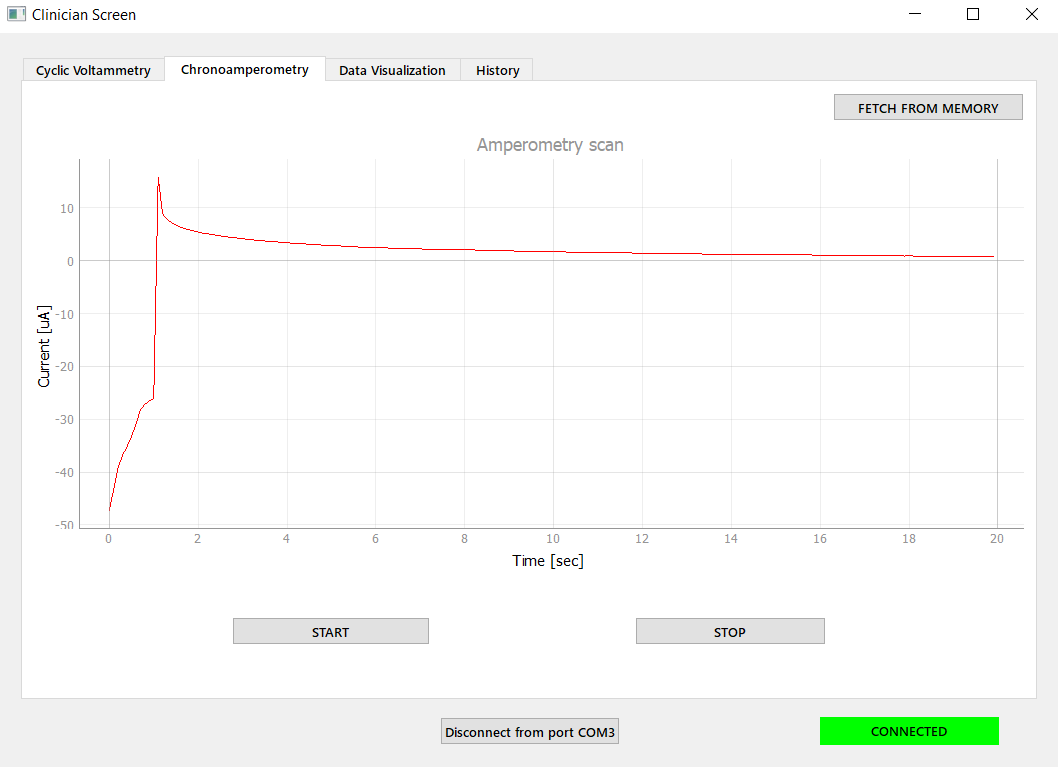 Clinician Screen
Cyclic Voltammetry Chronoamperometry Data Visualization History
FETCH FROM MEMORY
Amperometry scan
Current [uA]
10
0
-10
-20
-30
-40
-50
0 2 4 6 8 10 12 14 16 18 20
Time [sec]
START STOP
Disconnect from port COM3 CONNECTED